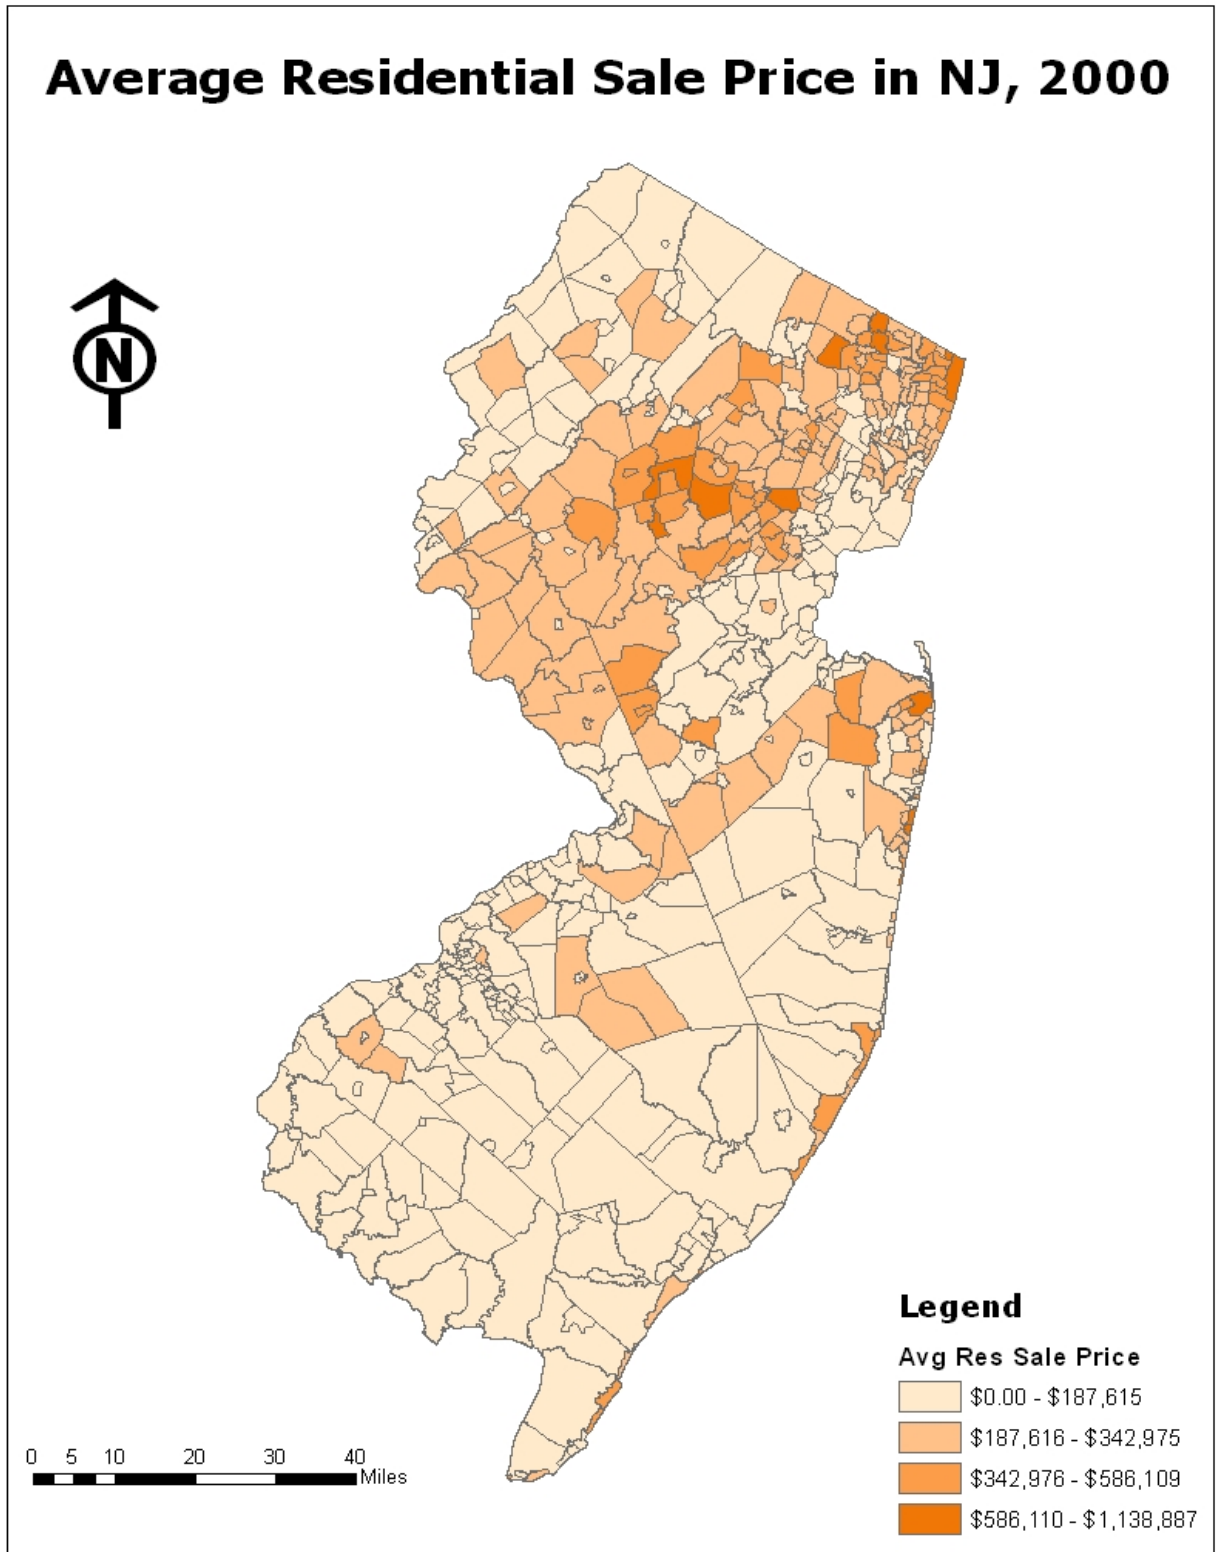 Average Residential Sale Price in NJ, 2000
N
Legend
Avg Res Sale Price
$0.00 - $187,615
$187,616 - $342,975
$342,976 - $586,109
$586,110 - $1,138,887
0 5 10 20 30 40
Miles